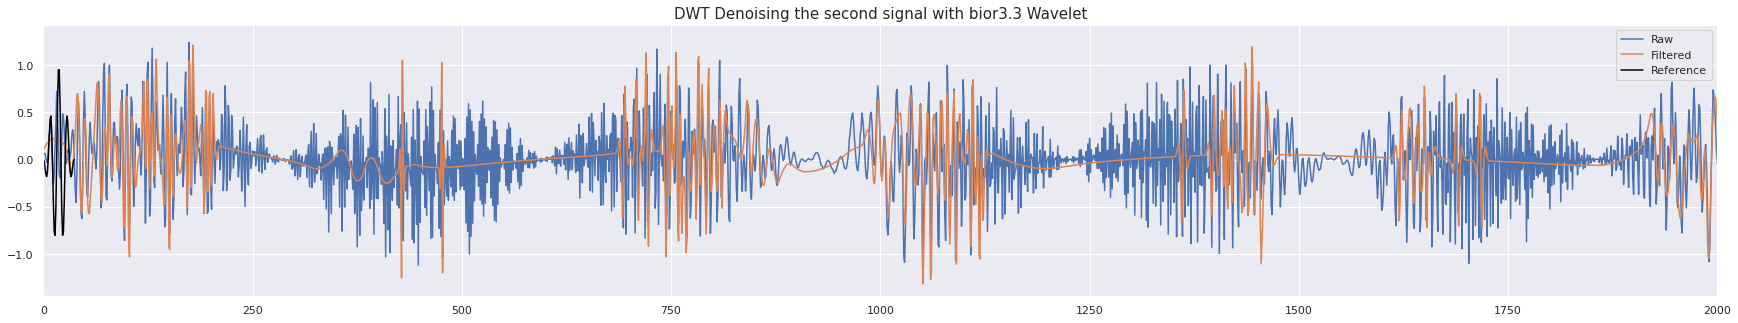 DWT Denoising the second signal with bior3.3 Wavelet
Raw
Filtered
Reference
1.0
0.5
0.0
−0.5
−1.0
0 250 500 750 1000 1250 1500 1750 2000